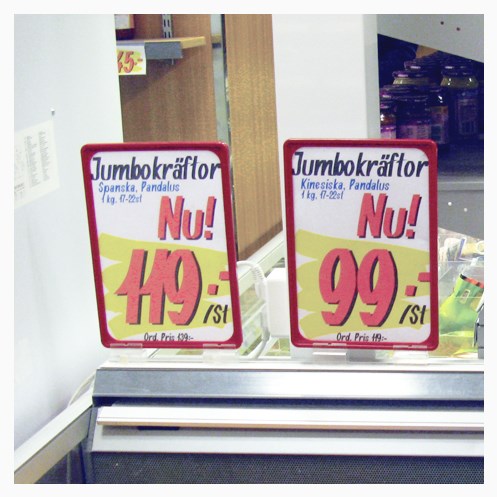 45:-
Jumbokräftor
Spanska, Pandalus
1 kg, 17-22st
Nu!
119:-
/St
Ord. Pris 139:-
Jumbokräftor
Kinesiska, Pandalus
1 kg, 17-22st
Nu!
99:-
/St
Ord. Pris 119:-